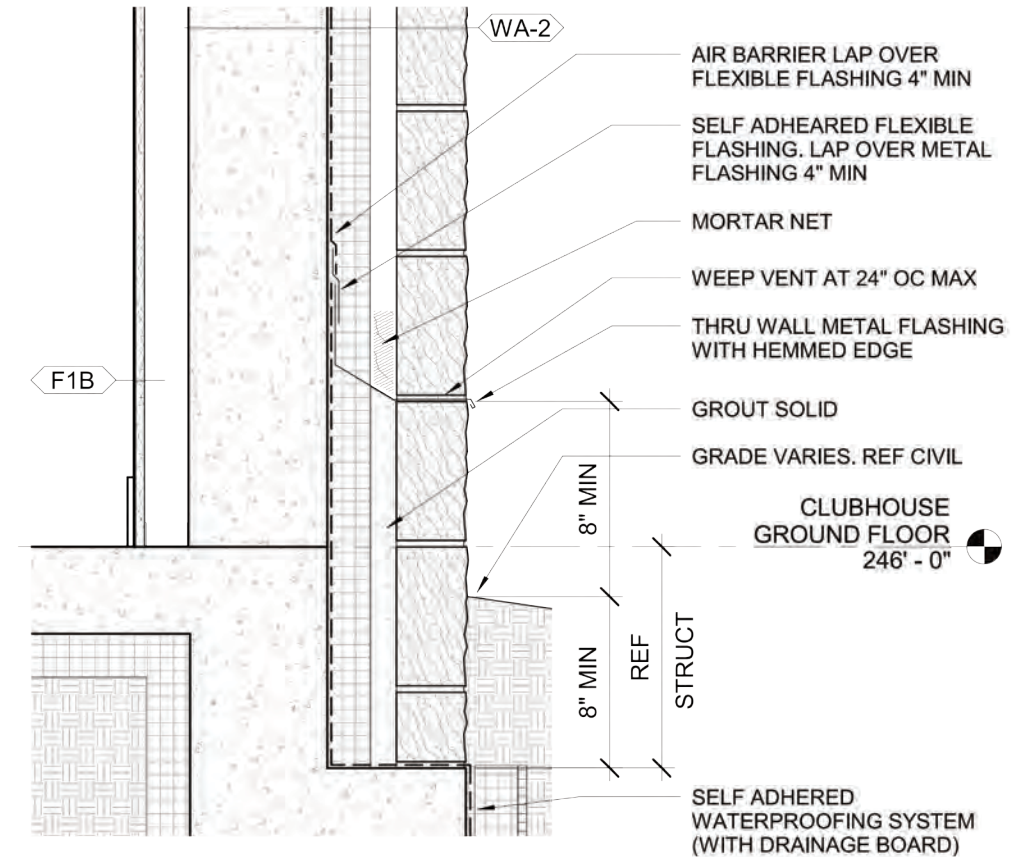 WA-2
AIR BARRIER LAP OVER
FLEXIBLE FLASHING 4" MIN
SELF ADHEARED FLEXIBLE
FLASHING. LAP OVER METAL
FLASHING 4" MIN
MORTAR NET
WEEP VENT AT 24" OC MAX
THRU WALL METAL FLASHING
WITH HEMMED EDGE
F1B
GROUT SOLID
GRADE VARIES. REF CIVIL
8" MIN
CLUBHOUSE
GROUND FLOOR
246' - 0"
8" MIN
REF
STRUCT
SELF ADHERED
WATERPROOFING SYSTEM
(WITH DRAINAGE BOARD)